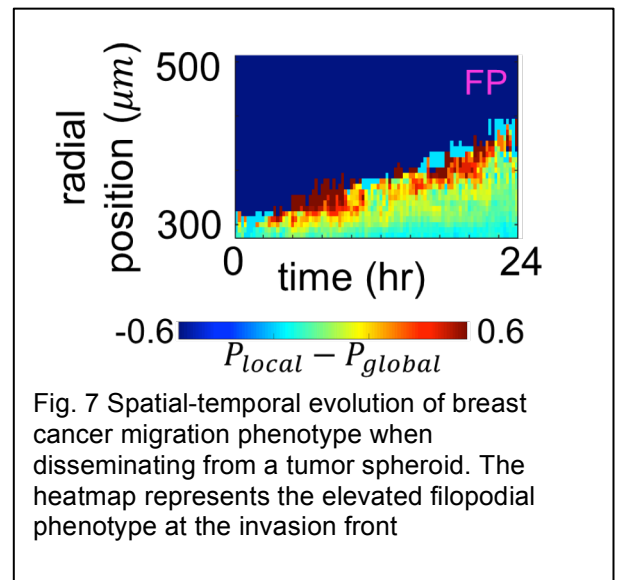 500
FP
radial
position (μm)
300
0
24
time (hr)
-0.6
0.6
P_local − P_global
Fig. 7 Spatial-temporal evolution of breast
cancer migration phenotype when
disseminating from a tumor spheroid. The
heatmap represents the elevated filopodial
phenotype at the invasion front